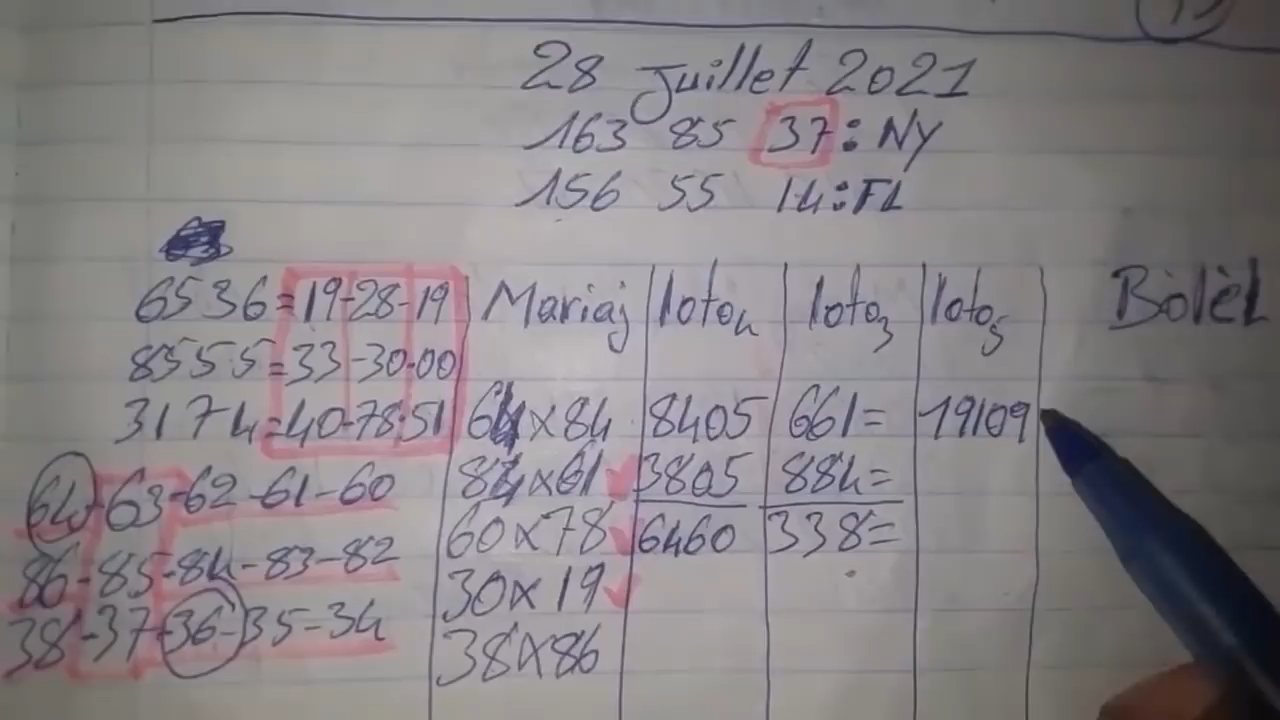 28 Juillet 2021
163 85 37: NY
156 55 14: FL
6536=19-28-19
8555=33-30-00
3174=40-78-51
64-63-62-61-60
86-85-84-83-82
38-37-36-35-34
Mariaj
64x84
84x61
60x78
30x19
38x86
loto4
8405
3805
6460
loto3
661=
884=
338=
loto5
19109
Bòlèt